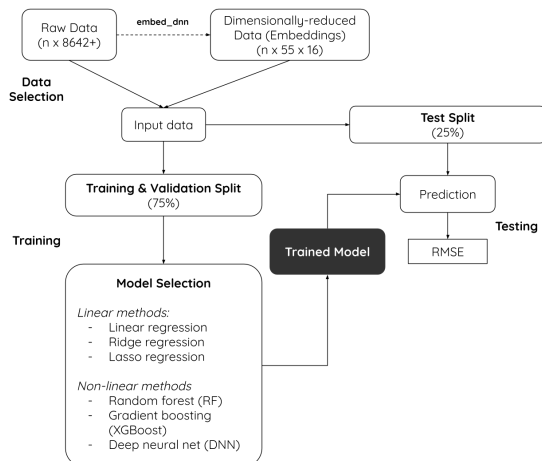 Raw Data
(n x 8642+)
embed_dnn
Dimensionally-reduced
Data (Embeddings)
(n x 55 x 16)
Data
Selection
Input data
Test Split
(25%)
Training & Validation Split
(75%)
Prediction
Training
Trained Model
Testing
RMSE
Model Selection
Linear methods:
- Linear regression
- Ridge regression
- Lasso regression
Non-linear methods
- Random forest (RF)
- Gradient boosting
(XGBoost)
- Deep neural net (DNN)